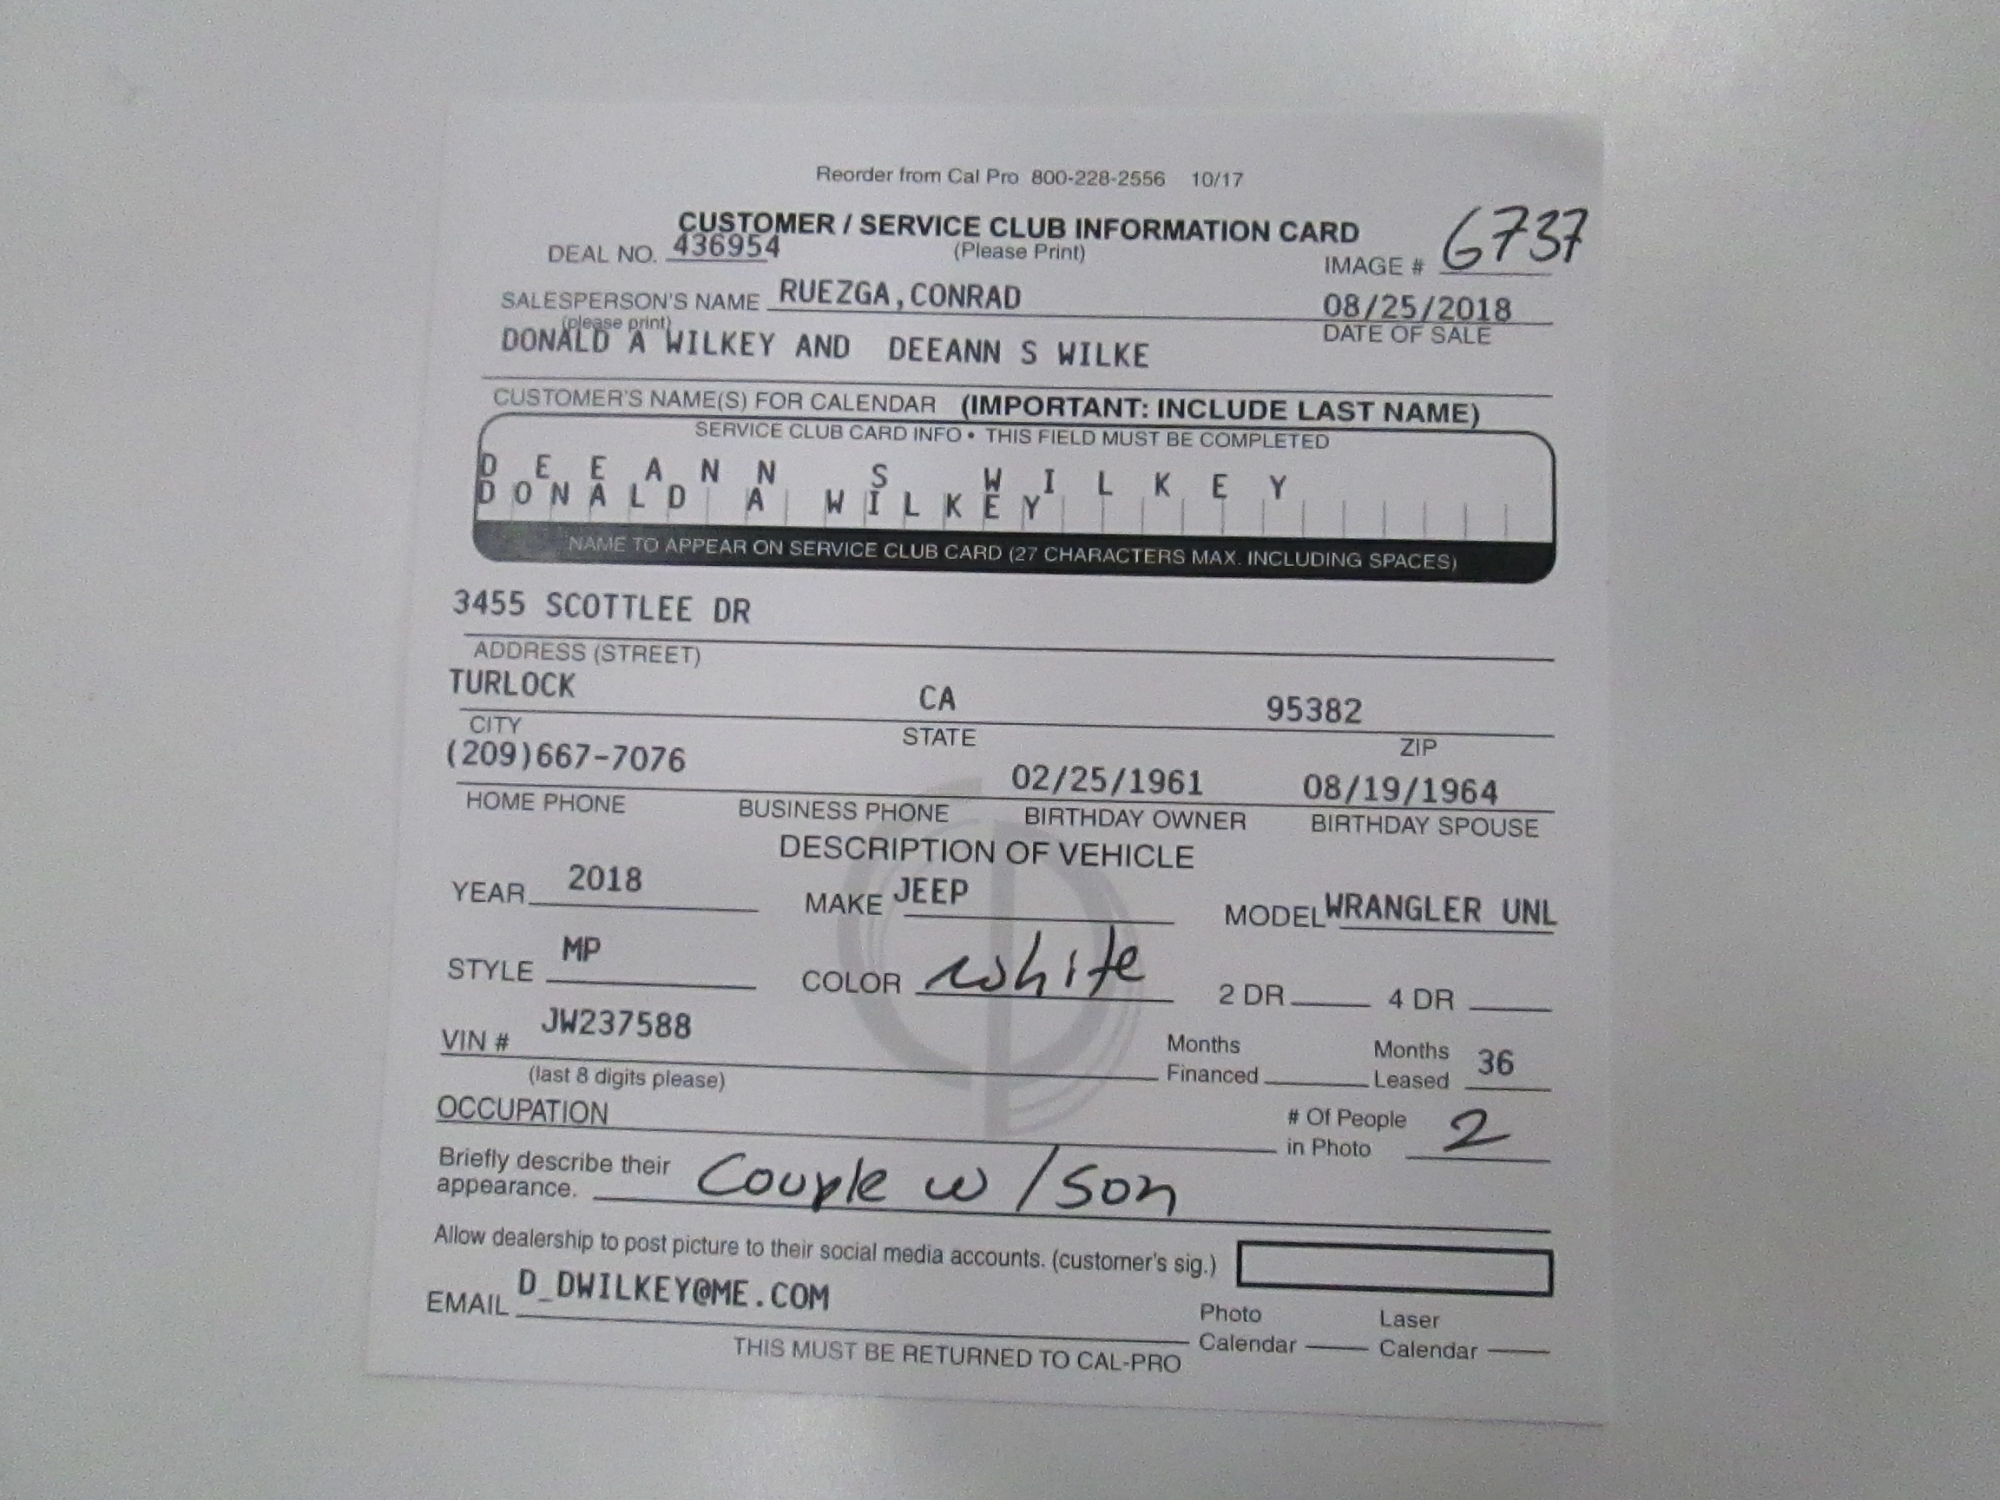 Reorder from Cal Pro 800-228-2556 10/17
CUSTOMER / SERVICE CLUB INFORMATION CARD
DEAL NO. 436954 (Please Print) IMAGE # 6737
SALESPERSON'S NAME RUEZGA,CONRAD 08/25/2018
(please print) DATE OF SALE
DONALD A WILKEY AND DEEANN S WILKE
CUSTOMER'S NAME(S) FOR CALENDAR (IMPORTANT: INCLUDE LAST NAME)
SERVICE CLUB CARD INFO • THIS FIELD MUST BE COMPLETED
DEEANN S WILKEY
DONALD A WILKEY
NAME TO APPEAR ON SERVICE CLUB CARD (27 CHARACTERS MAX. INCLUDING SPACES)
3455 SCOTTLEE DR
ADDRESS (STREET)
TURLOCK CA 95382
CITY STATE ZIP
(209)667-7076 02/25/1961 08/19/1964
HOME PHONE BUSINESS PHONE BIRTHDAY OWNER BIRTHDAY SPOUSE
DESCRIPTION OF VEHICLE
YEAR 2018 MAKE JEEP MODEL WRANGLER UNL
STYLE MP COLOR white 2 DR 4 DR
VIN # JW237588 Months Financed Months Leased 36
(last 8 digits please)
OCCUPATION # Of People in Photo 2
Briefly describe their appearance. Couple w/son
Allow dealership to post picture to their social media accounts. (customer's sig.)
EMAIL D_DWILKEY@ME.COM Photo Calendar Laser Calendar
THIS MUST BE RETURNED TO CAL-PRO